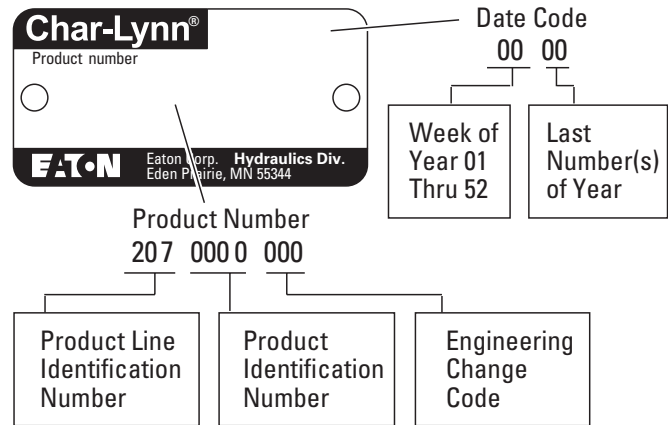 Char-Lynn®
Product number
EATON Eaton Corp. Hydraulics Div.
Eden Prairie, MN 55344
Date Code
00 00
Week of
Year 01
Thru 52
Last
Number(s)
of Year
Product Number
207 0000 000
Product Line
Identification
Number
Product
Identification
Number
Engineering
Change
Code